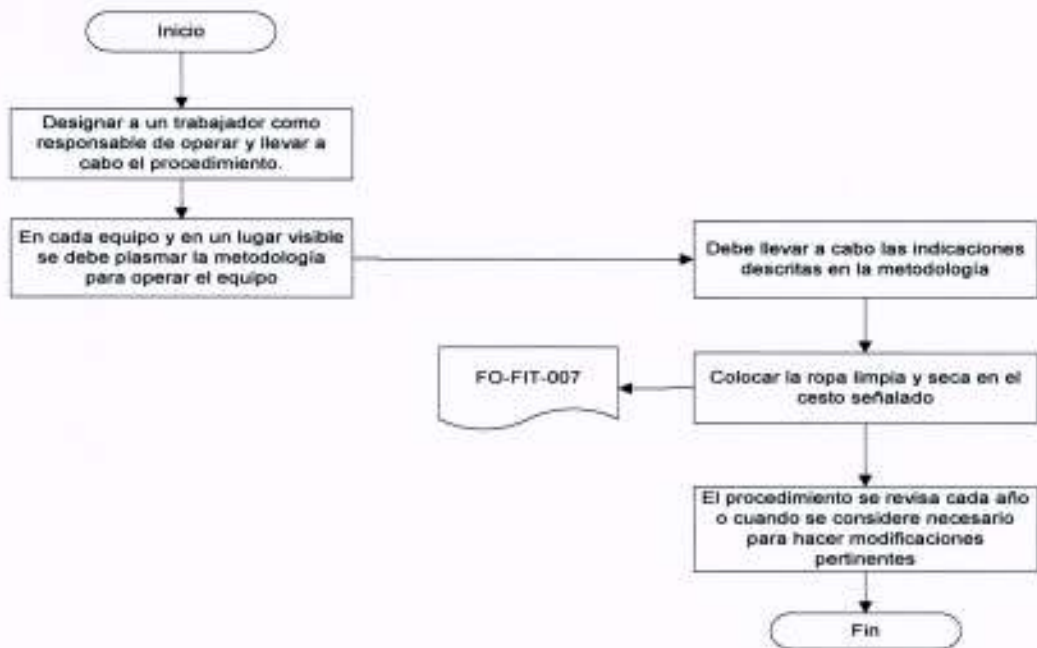 Inicio
Designar a un trabajador como
responsable de operar y llevar a
cabo el procedimiento.
En cada equipo y en un lugar visible
se debe plasmar la metodología
para operar el equipo
Debe llevar a cabo las indicaciones
descritas en la metodología
Colocar la ropa limpia y seca en el
cesto señalado
FO-FIT-007
El procedimiento se revisa cada año
o cuando se considere necesario
para hacer modificaciones
pertinentes
Fin